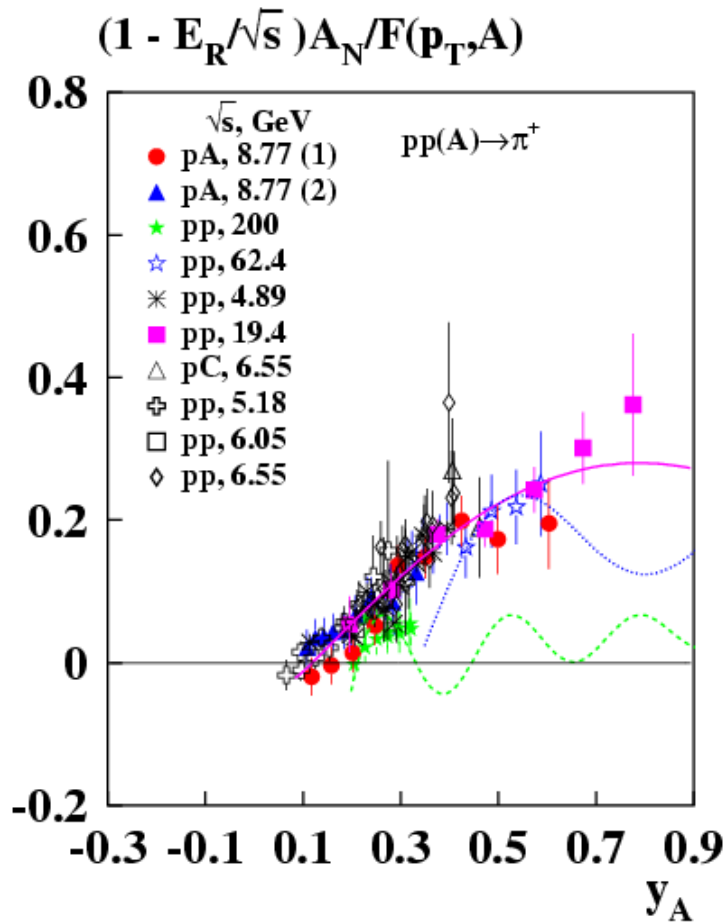 (1 - E_R/√s )A_N/F(p_T,A)
0.8
0.6
0.4
0.2
0
-0.2
√s, GeV
pA, 8.77 (1)
pA, 8.77 (2)
pp, 200
pp, 62.4
pp, 4.89
pp, 19.4
pC, 6.55
pp, 5.18
pp, 6.05
pp, 6.55
pp(A)→π⁺
-0.3 -0.1 0.1 0.3 0.5 0.7 0.9
y_A